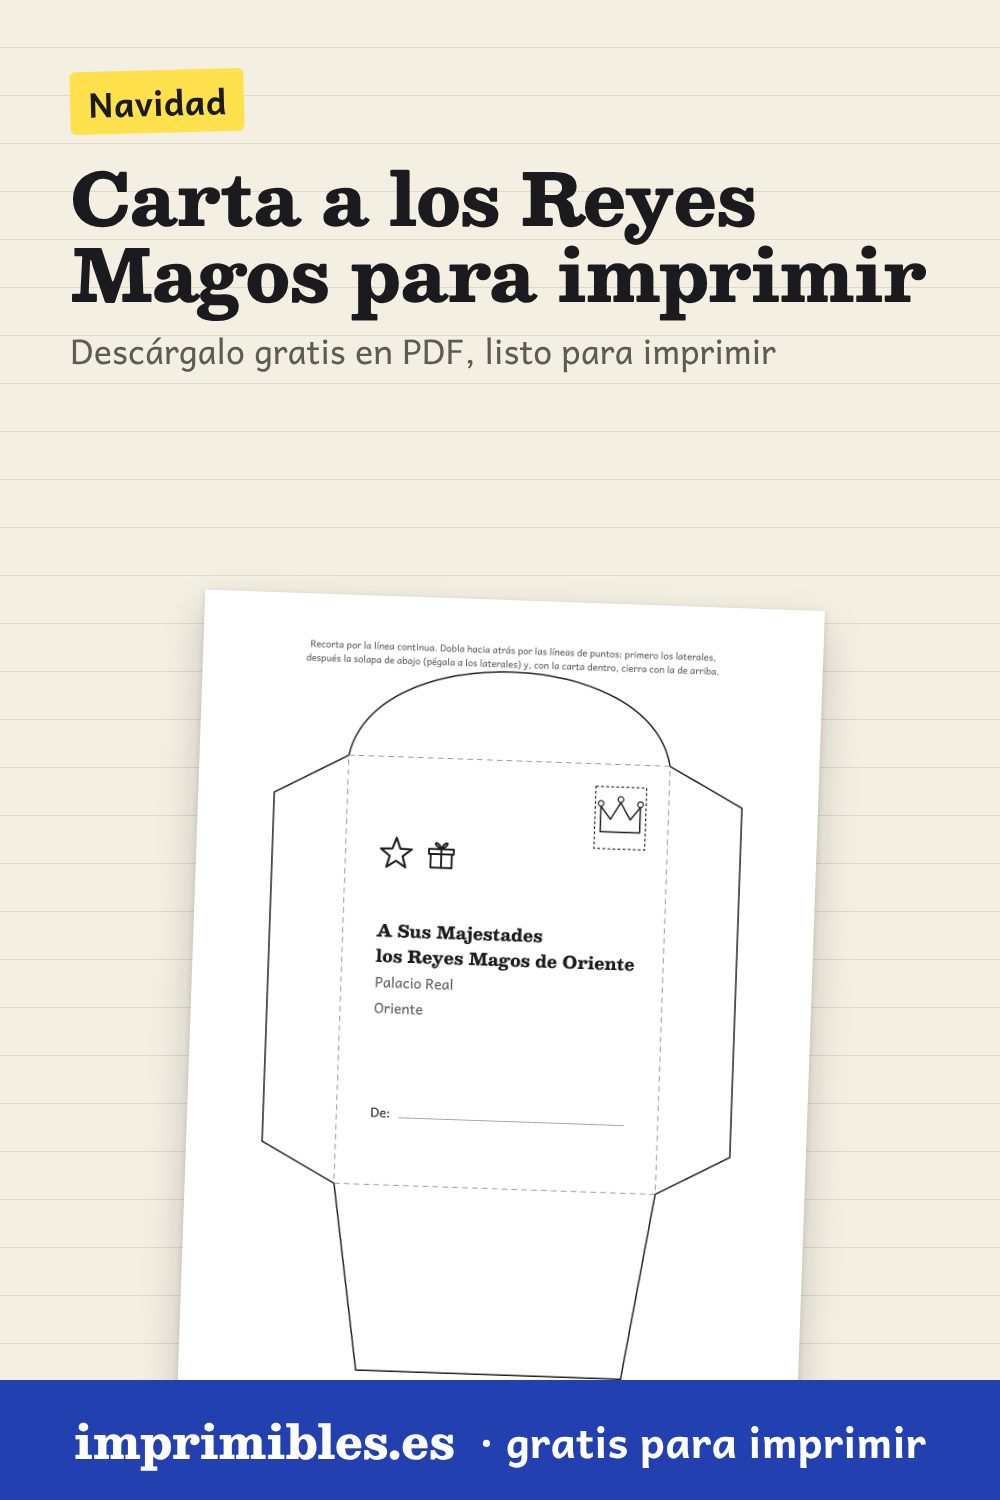 Navidad
Carta a los Reyes
Magos para imprimir
Descárgalo gratis en PDF, listo para imprimir
Recorta por la línea continua. Dobla hacia atrás por las líneas de puntos: primero los laterales,
después la solapa de abajo (pégala a los laterales) y, con la carta dentro, cierra con la de arriba.
A Sus Majestades
los Reyes Magos de Oriente
Palacio Real
Oriente
De:
imprimibles.es · gratis para imprimir